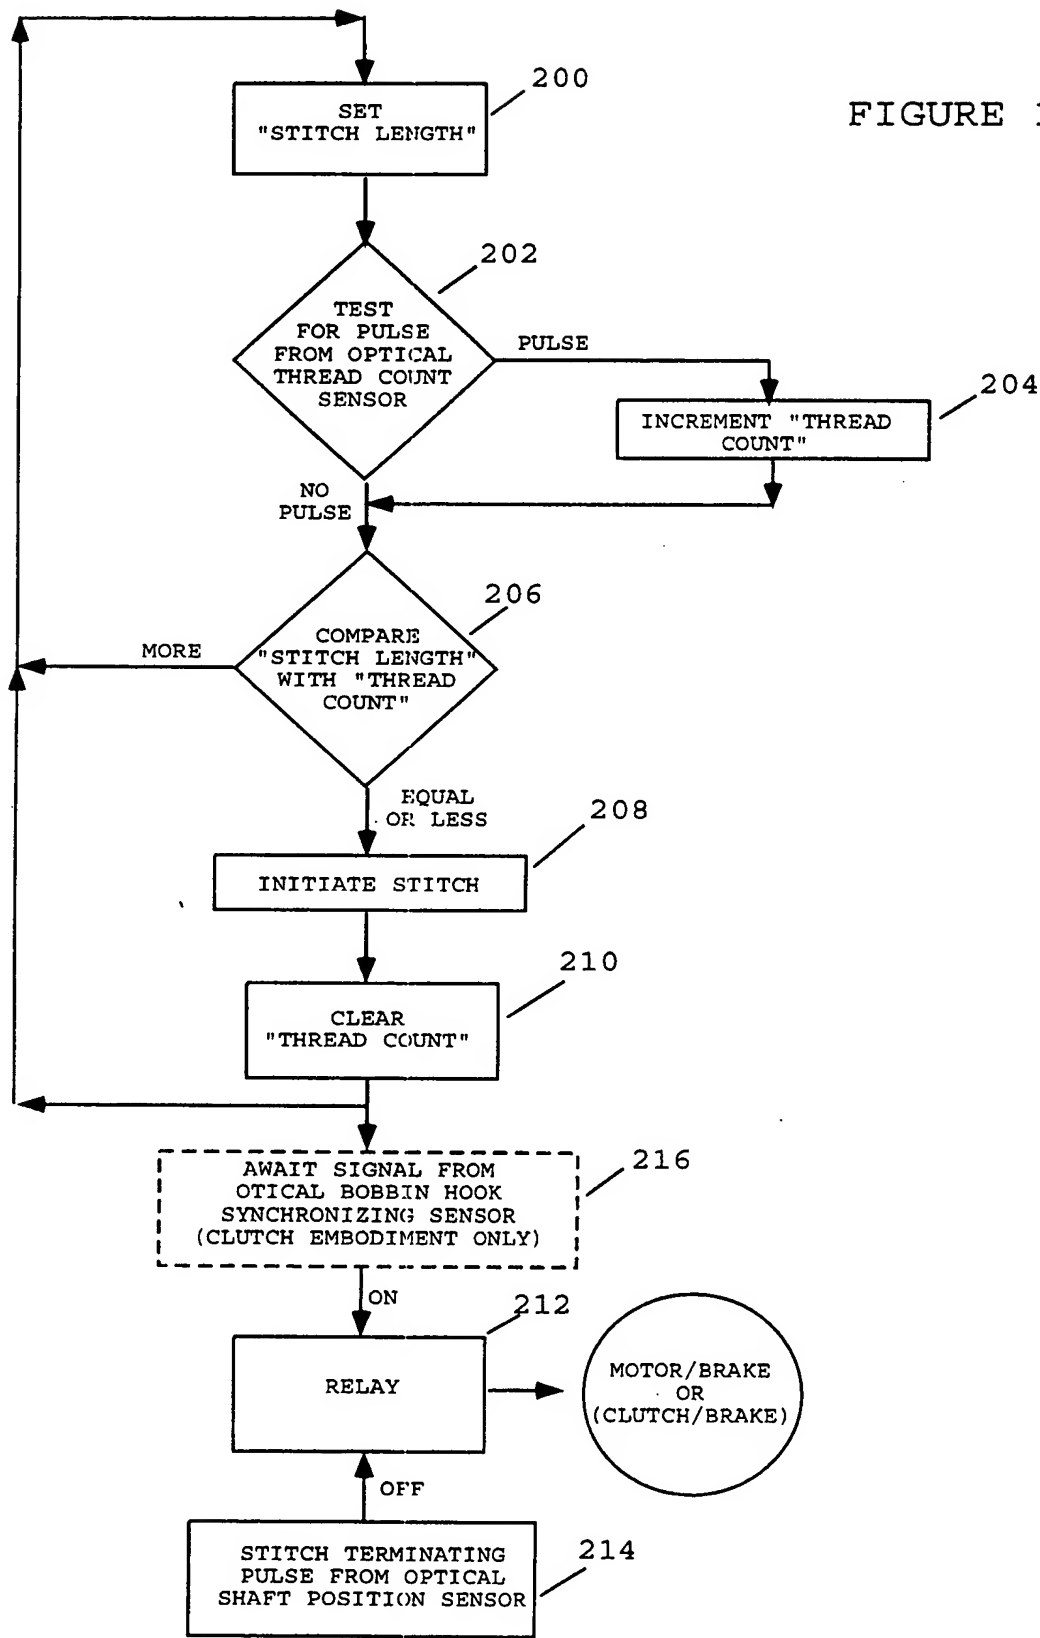 200
SET
"STITCH LENGTH"
FIGURE
202
TEST
FOR PULSE
FROM OPTICAL
THREAD COUNT
SENSOR
PULSE
204
INCREMENT "THREAD
COUNT"
NO
PULSE
206
COMPARE
"STITCH LENGTH"
WITH "THREAD
COUNT"
MORE
EQUAL
OR LESS
208
INITIATE STITCH
210
CLEAR
"THREAD COUNT"
216
AWAIT SIGNAL FROM
OTICAL BOBBIN HOOK
SYNCHRONIZING SENSOR
(CLUTCH EMBODIMENT ONLY)
ON
212
RELAY
MOTOR/BRAKE
OR
(CLUTCH/BRAKE)
OFF
214
STITCH TERMINATING
PULSE FROM OPTICAL
SHAFT POSITION SENSOR